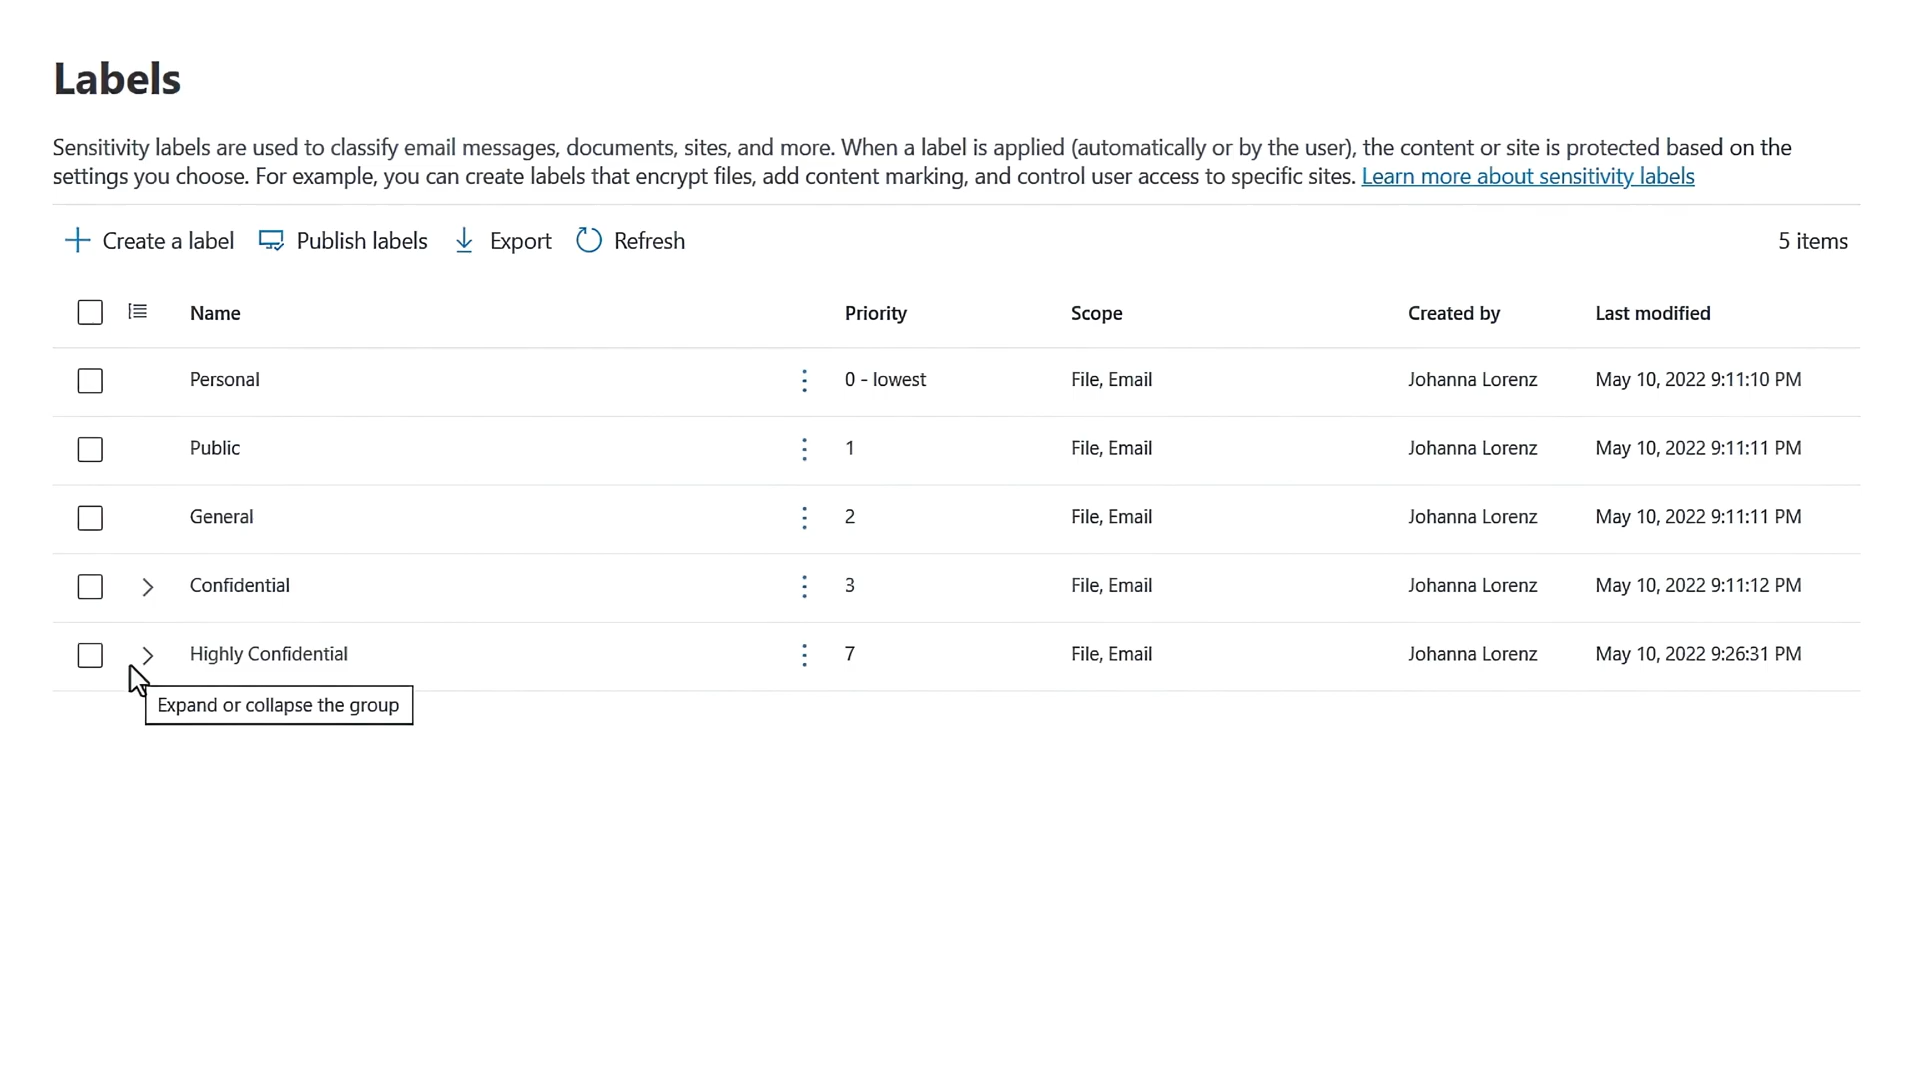 Labels
Sensitivity labels are used to classify email messages, documents, sites, and more. When a label is applied (automatically or by the user), the content or site is protected based on the
settings you choose. For example, you can create labels that encrypt files, add content marking, and control user access to specific sites. Learn more about sensitivity labels
Create a label Publish labels Export Refresh 5 items
Name Priority Scope Created by Last modified
Personal 0 - lowest File, Email Johanna Lorenz May 10, 2022 9:11:10 PM
Public 1 File, Email Johanna Lorenz May 10, 2022 9:11:11 PM
General 2 File, Email Johanna Lorenz May 10, 2022 9:11:11 PM
Confidential 3 File, Email Johanna Lorenz May 10, 2022 9:11:12 PM
Highly Confidential 7 File, Email Johanna Lorenz May 10, 2022 9:26:31 PM
Expand or collapse the group